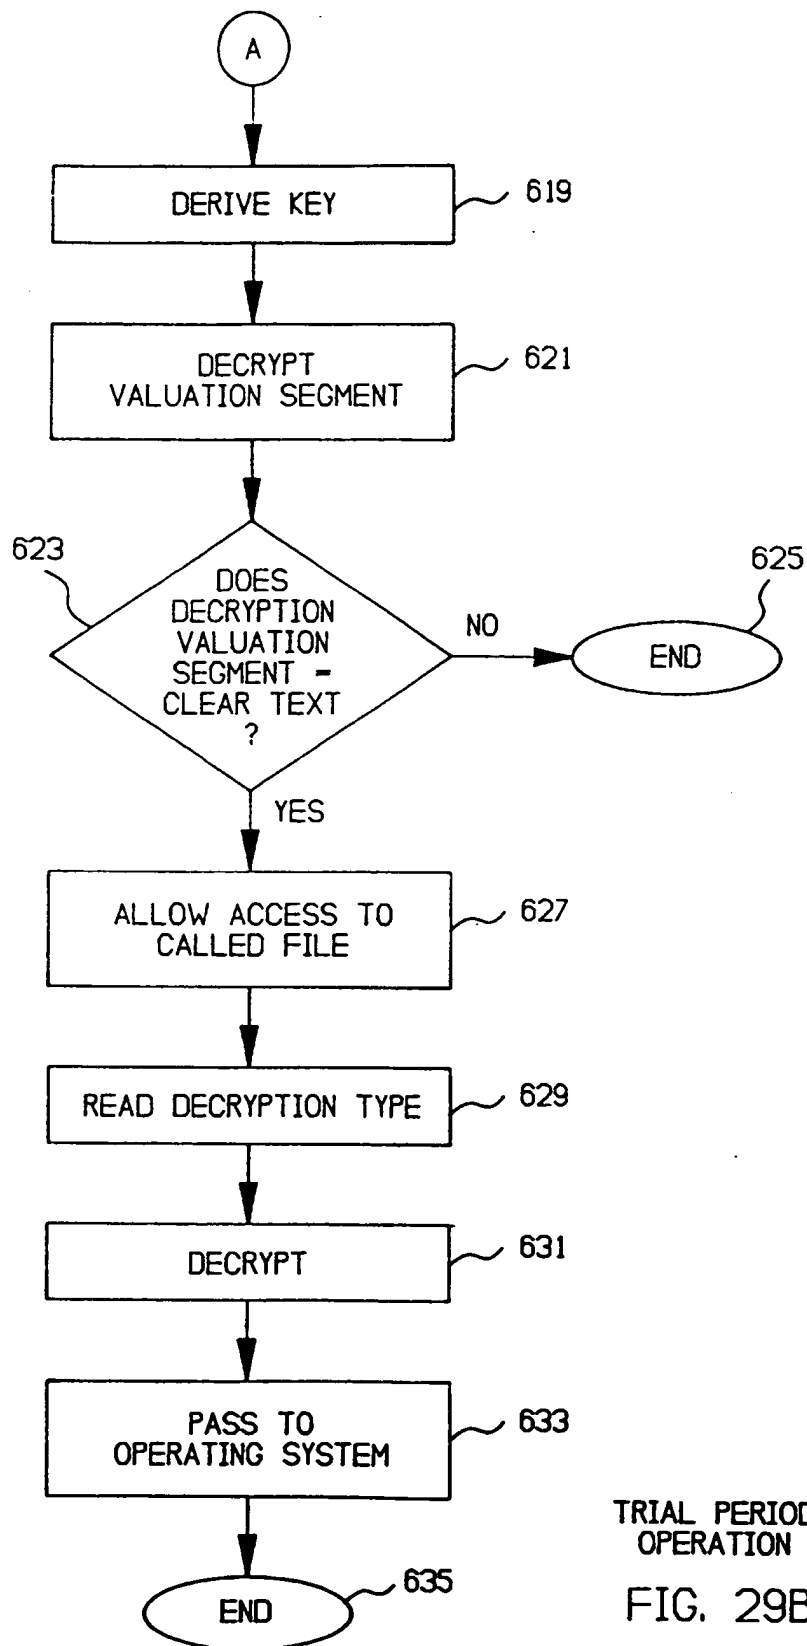 A
DERIVE KEY
619
DECRYPT
VALUATION SEGMENT
621
623
DOES
DECRYPTION
VALUATION
SEGMENT =
CLEAR TEXT
?
NO
625
END
YES
ALLOW ACCESS TO
CALLED FILE
627
READ DECRYPTION TYPE
629
DECRYPT
631
PASS TO
OPERATING SYSTEM
633
END
635
TRIAL PERIOD
OPERATION
FIG. 29B